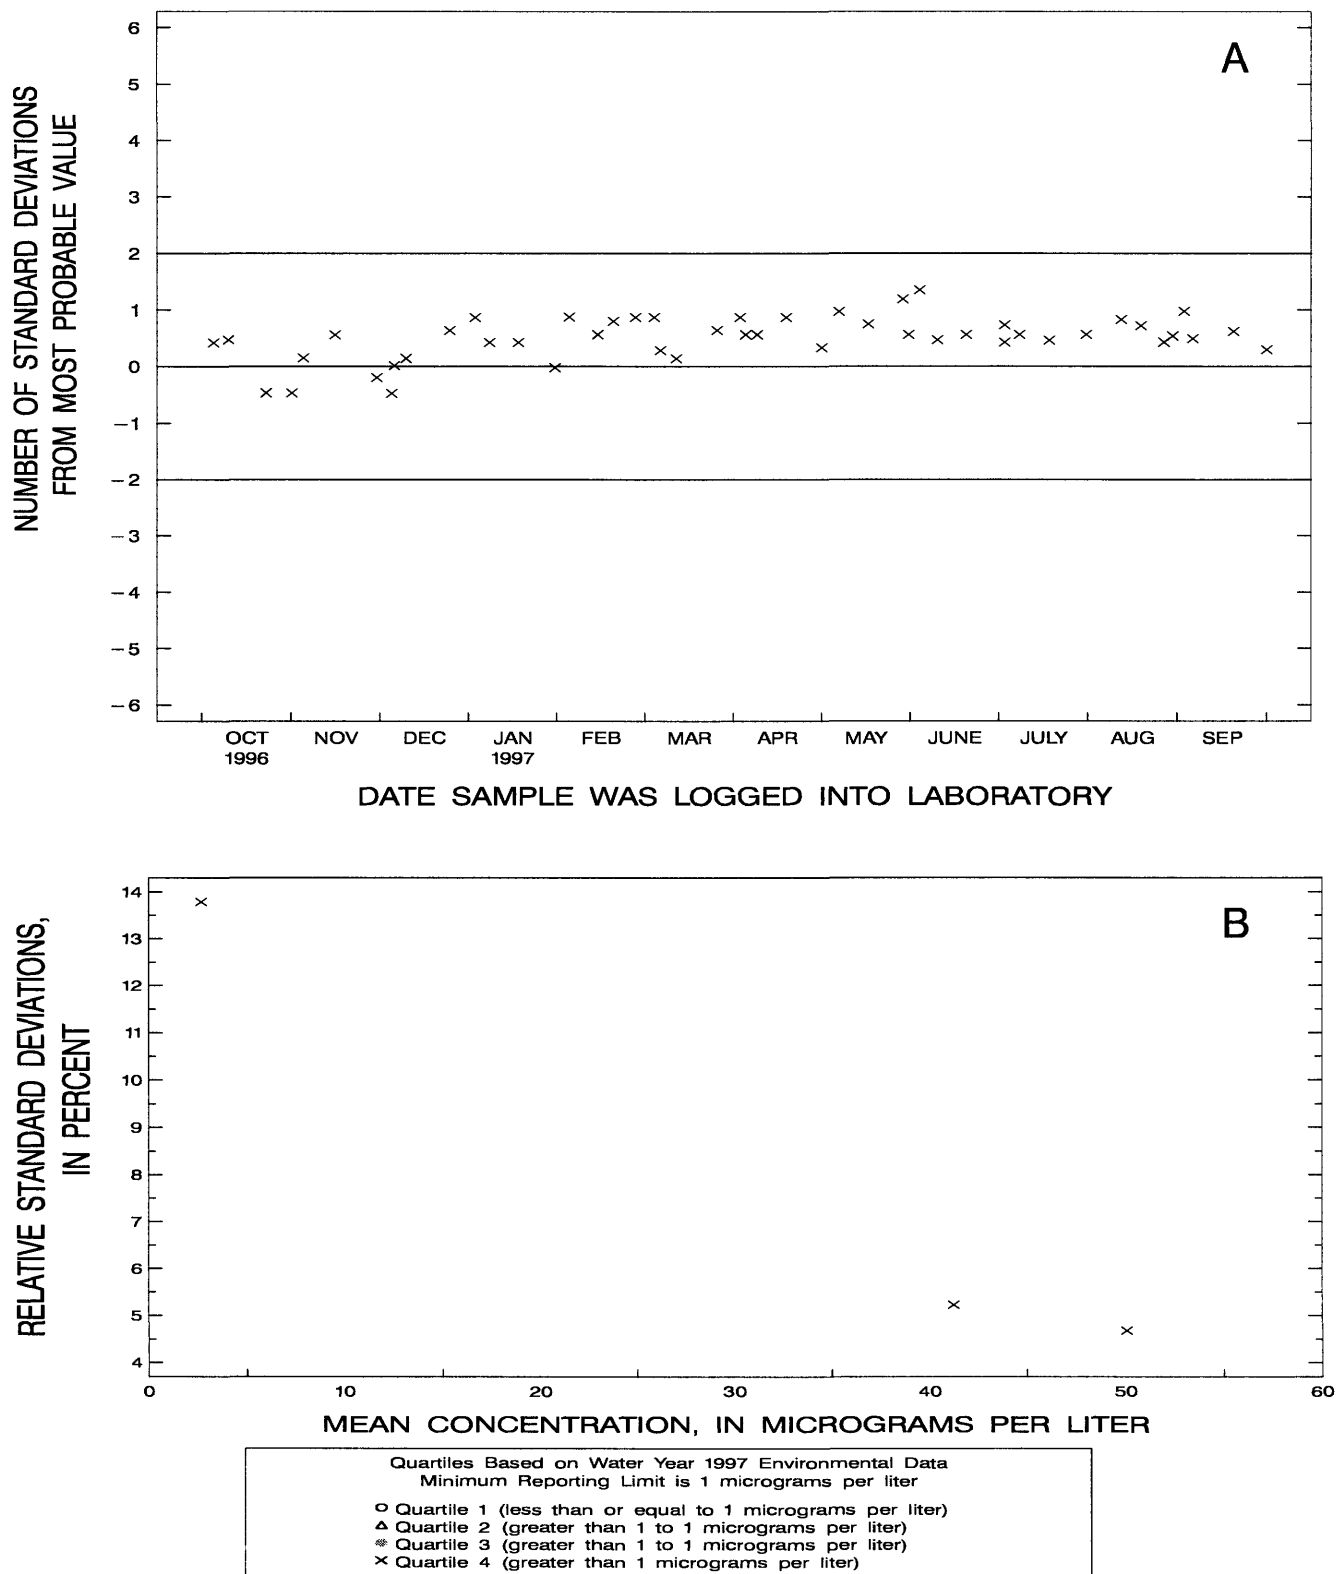 A
NUMBER OF STANDARD DEVIATIONS
FROM MOST PROBABLE VALUE
6
5
4
3
2
1
0
−1
−2
−3
−4
−5
−6
OCT NOV DEC JAN FEB MAR APR MAY JUNE JULY AUG SEP
1996 1997
DATE SAMPLE WAS LOGGED INTO LABORATORY
B
RELATIVE STANDARD DEVIATIONS,
IN PERCENT
14
13
12
11
10
9
8
7
6
5
4
0 10 20 30 40 50 60
MEAN CONCENTRATION, IN MICROGRAMS PER LITER
Quartiles Based on Water Year 1997 Environmental Data
Minimum Reporting Limit is 1 micrograms per liter
Quartile 1 (less than or equal to 1 micrograms per liter)
Quartile 2 (greater than 1 to 1 micrograms per liter)
Quartile 3 (greater than 1 to 1 micrograms per liter)
Quartile 4 (greater than 1 micrograms per liter)